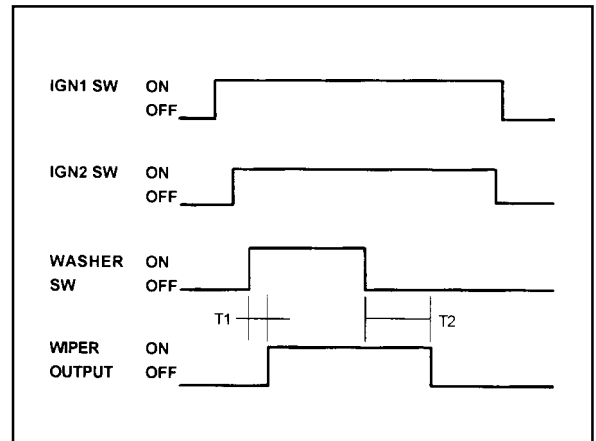 IGN1 SW ON
OFF
IGN2 SW ON
OFF
WASHER ON
SW OFF
T1 T2
WIPER ON
OUTPUT OFF